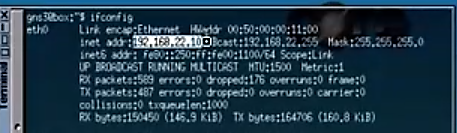 gns3@box:~$ ifconfig
eth0 Link encap:Ethernet HWaddr 00:50:00:00:11:00
inet addr:192.168.22.10 Bcast:192.168.22.255 Mask:255.255.255.0
inet6 addr: fe80::250:ff:fe00:1100/64 Scope:Link
UP BROADCAST RUNNING MULTICAST MTU:1500 Metric:1
RX packets:589 errors:0 dropped:176 overruns:0 frame:0
TX packets:487 errors:0 dropped:0 overruns:0 carrier:0
collisions:0 txqueuelen:1000
RX bytes:150450 (146.9 KiB) TX bytes:164706 (160.8 KiB)
Terminal